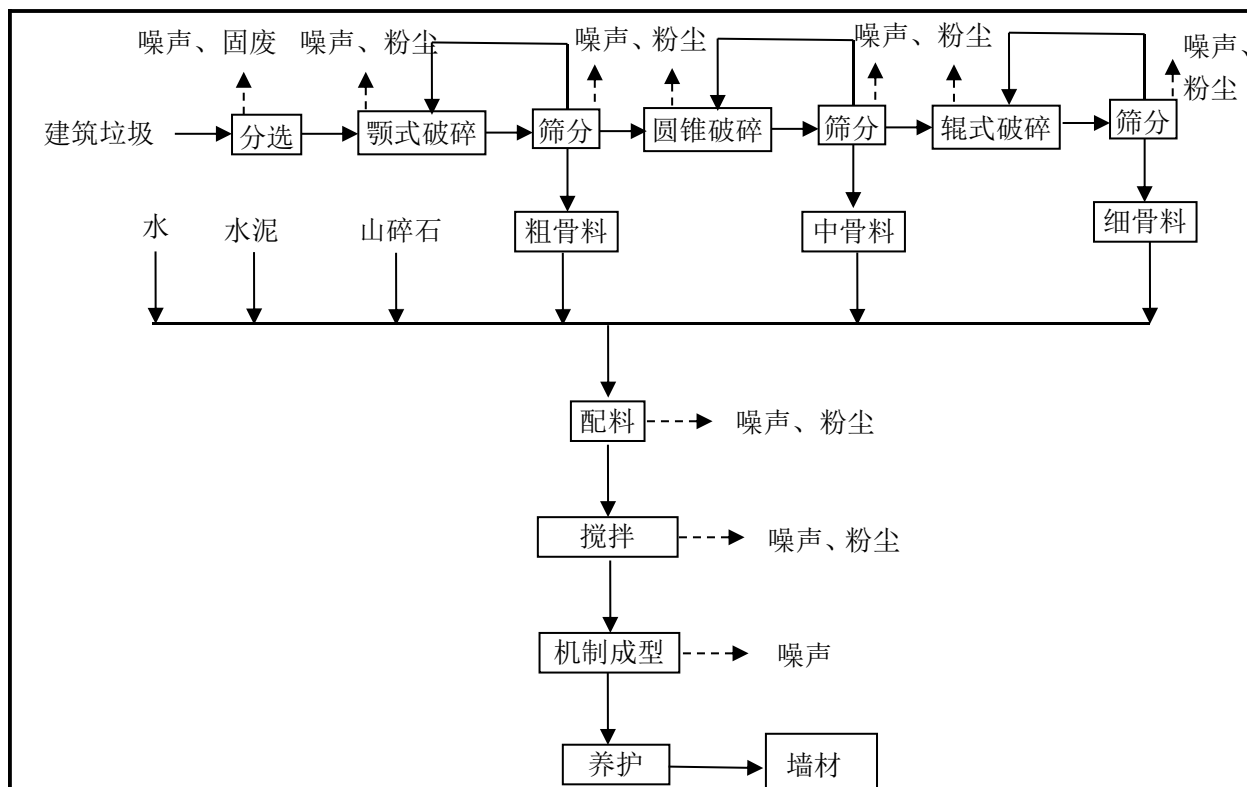 噪声、固废
噪声、粉尘
噪声、粉尘
噪声、粉尘
噪声、
粉尘
建筑垃圾
分选
颚式破碎
筛分
圆锥破碎
筛分
辊式破碎
筛分
水
水泥
山碎石
粗骨料
中骨料
细骨料
配料
噪声、粉尘
搅拌
噪声、粉尘
机制成型
噪声
养护
墙材